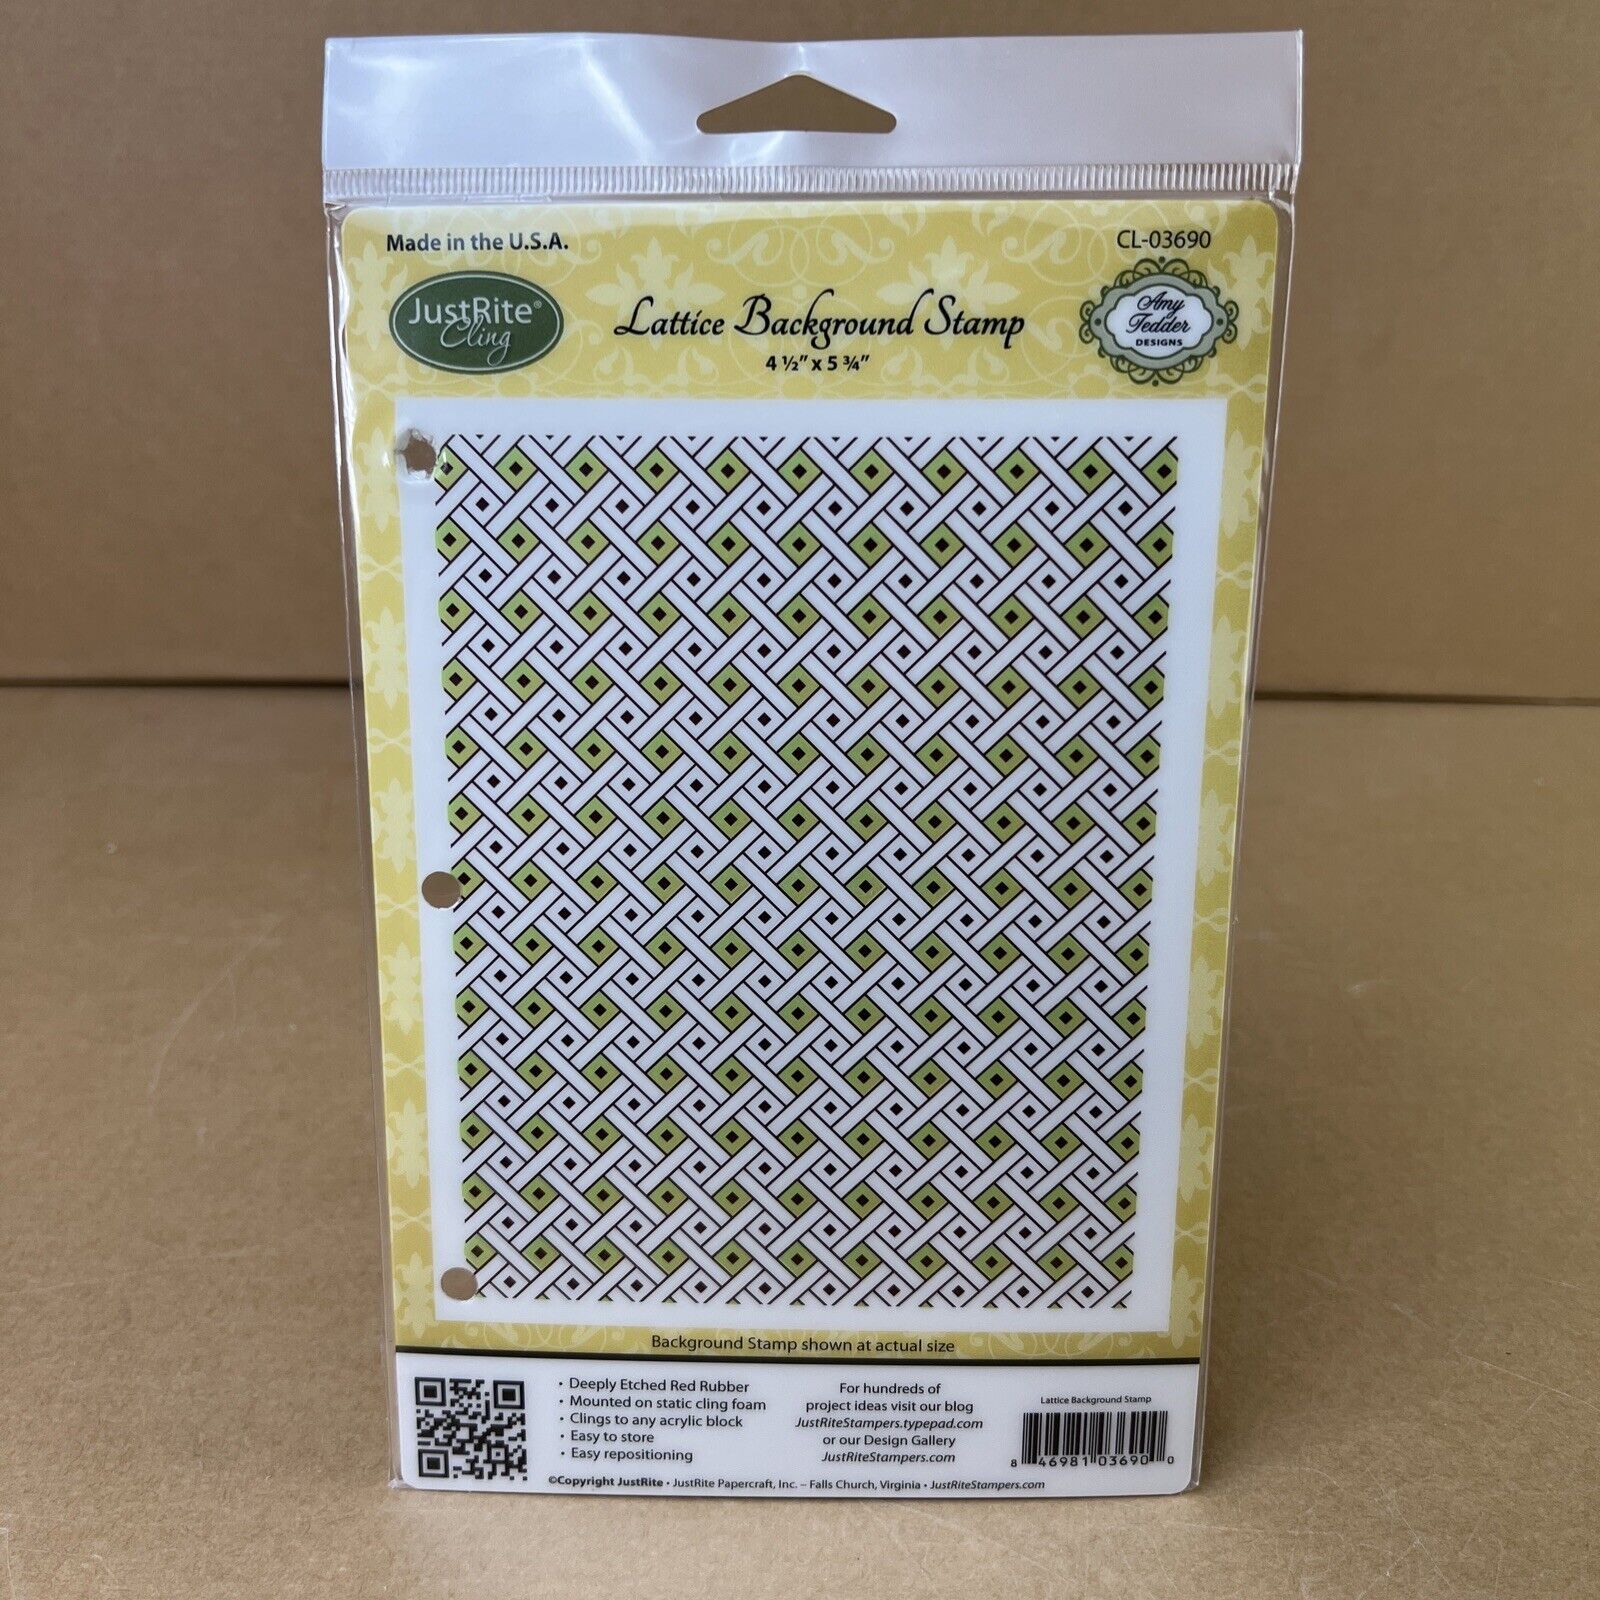 Made in the U.S.A.
CL-03690
JustRite®
Cling
Lattice Background Stamp
4 ½" x 5 ¾"
Amy
Tedder
DESIGNS
Background Stamp shown at actual size
• Deeply Etched Red Rubber
• Mounted on static cling foam
• Clings to any acrylic block
• Easy to store
• Easy repositioning
For hundreds of
project ideas visit our blog
JustRiteStampers.typepad.com
or our Design Gallery
JustRiteStampers.com
Lattice Background Stamp
8 46981 03690 0
©Copyright JustRite • JustRite Papercraft, Inc. – Falls Church, Virginia • JustRiteStampers.com